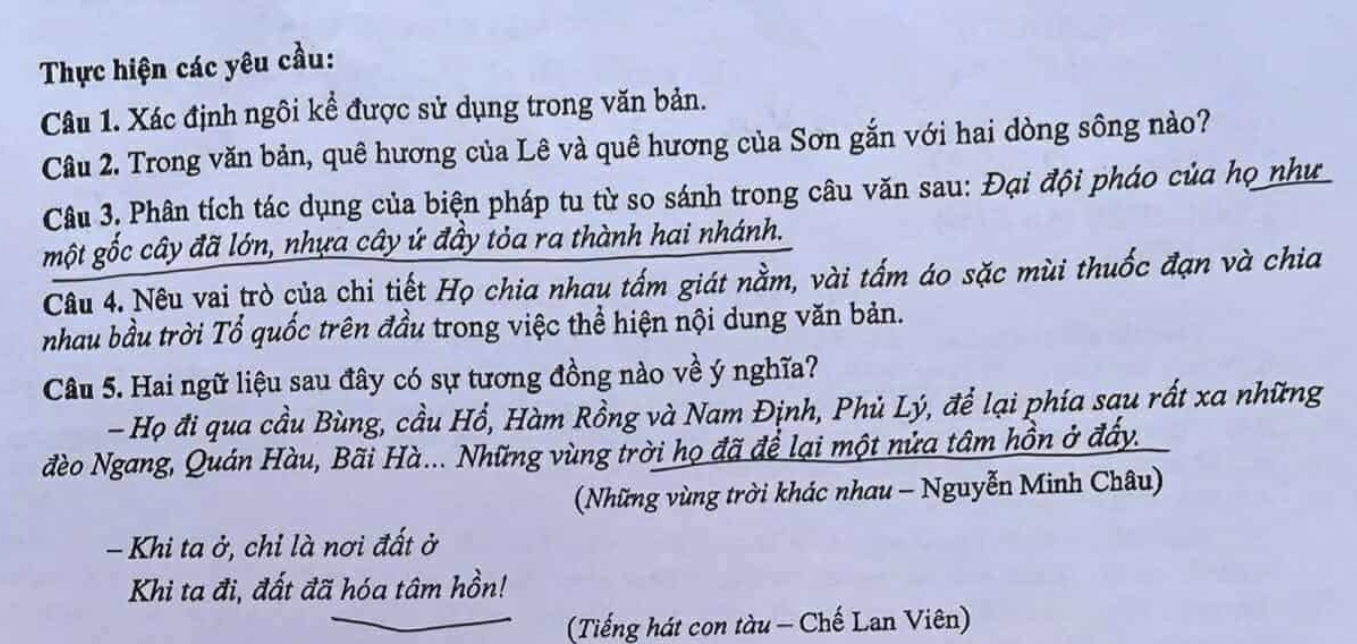 Thực hiện các yêu cầu:
Câu 1. Xác định ngôi kể được sử dụng trong văn bản.
Câu 2. Trong văn bản, quê hương của Lê và quê hương của Sơn gắn với hai dòng sông nào?
Câu 3. Phân tích tác dụng của biện pháp tu từ so sánh trong câu văn sau: Đại đội pháo của họ như
một gốc cây đã lớn, nhựa cây ứ đầy tỏa ra thành hai nhánh.
Câu 4. Nêu vai trò của chi tiết Họ chia nhau tấm giát nằm, vài tấm áo sặc mùi thuốc đạn và chia
nhau bầu trời Tổ quốc trên đầu trong việc thể hiện nội dung văn bản.
Câu 5. Hai ngữ liệu sau đây có sự tương đồng nào về ý nghĩa?
– Họ đi qua cầu Bùng, cầu Hổ, Hàm Rồng và Nam Định, Phủ Lý, để lại phía sau rất xa những
đèo Ngang, Quán Hàu, Bãi Hà... Những vùng trời họ đã để lại một nửa tâm hồn ở đấy.
(Những vùng trời khác nhau – Nguyễn Minh Châu)
– Khi ta ở, chỉ là nơi đất ở
Khi ta đi, đất đã hóa tâm hồn!
(Tiếng hát con tàu – Chế Lan Viên)